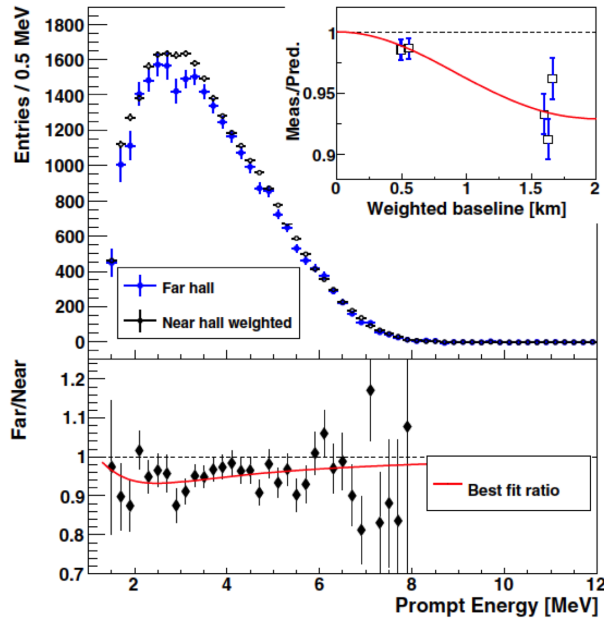 Entries / 0.5 MeV
1800
1600
1400
1200
1000
800
600
400
200
0
Far hall
Near hall weighted
Meas./Pred.
1
0.95
0.9
0 0.5 1 1.5 2
Weighted baseline [km]
Far/Near
1.2
1.1
1
0.9
0.8
0.7
Best fit ratio
2 4 6 8 10 12
Prompt Energy [MeV]